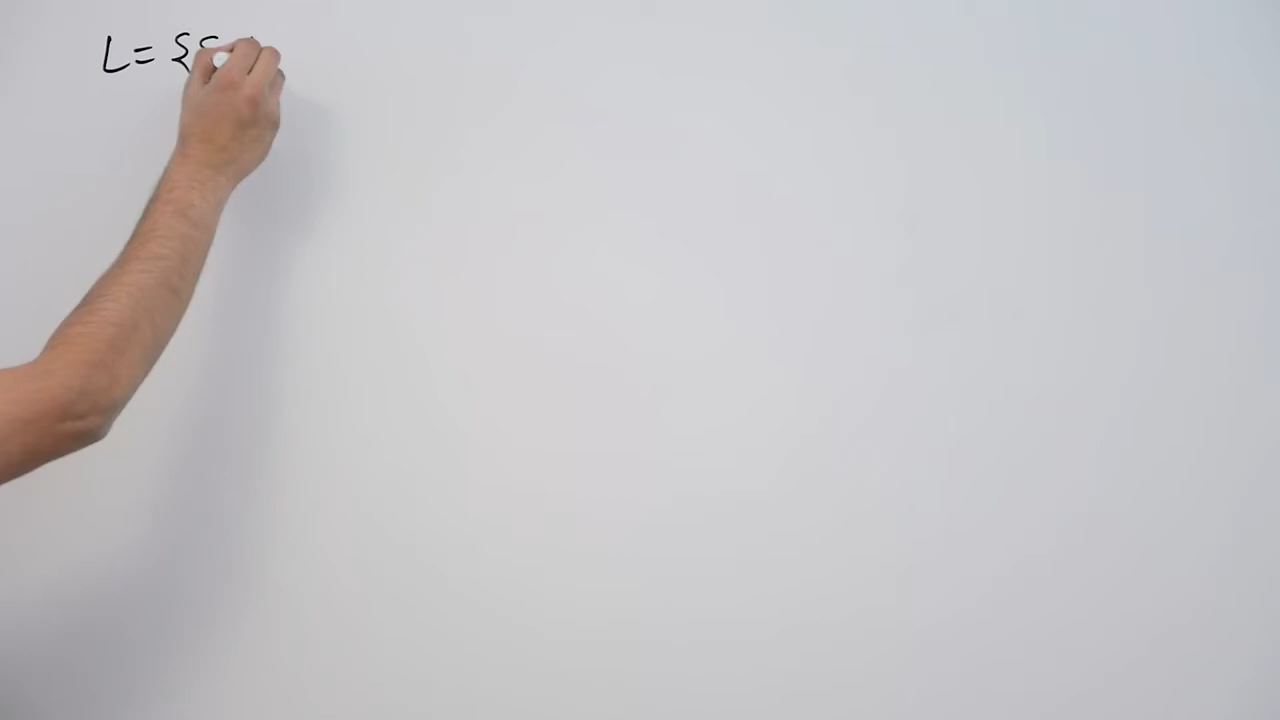 L = {